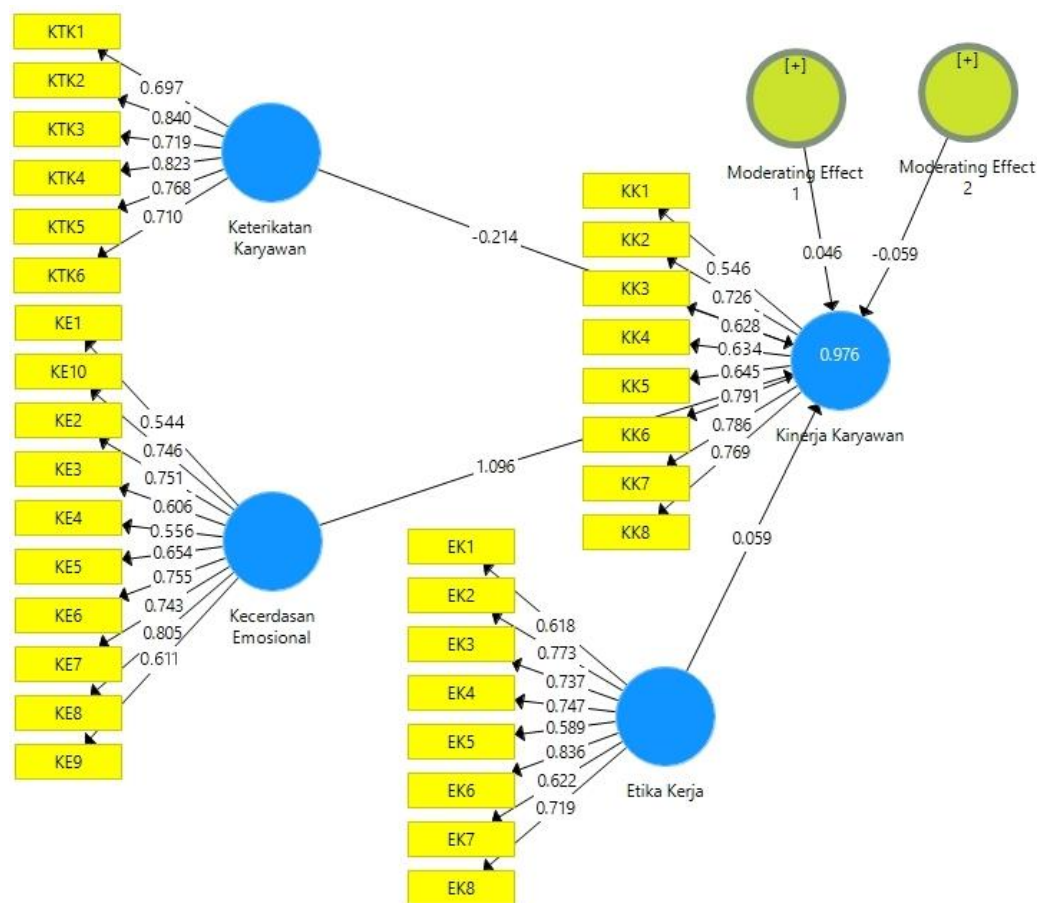 KTK1
KTK2
KTK3
KTK4
KTK5
KTK6
0.697
0.840
0.719
0.823
0.768
0.710
Keterikatan
Karyawan
-0.214
KE1
KE10
KE2
KE3
KE4
KE5
KE6
KE7
KE8
KE9
0.544
0.746
0.751
0.606
0.556
0.654
0.755
0.743
0.805
0.611
Kecerdasan
Emosional
1.096
[+]
Moderating Effect
1
0.046
[+]
Moderating Effect
2
-0.059
KK1
KK2
KK3
KK4
KK5
KK6
KK7
KK8
0.546
0.726
0.628
0.634
0.645
0.791
0.786
0.769
0.976
Kinerja Karyawan
0.059
EK1
EK2
EK3
EK4
EK5
EK6
EK7
EK8
0.618
0.773
0.737
0.747
0.589
0.836
0.622
0.719
Etika Kerja